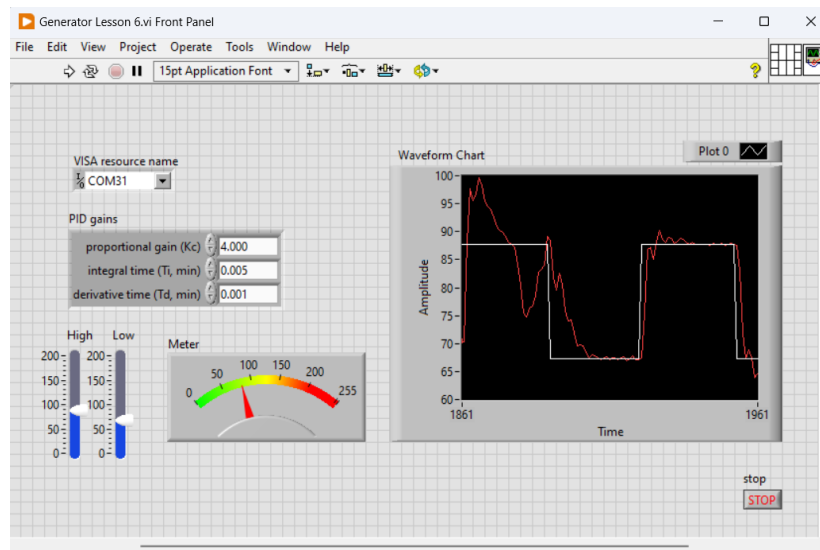 Generator Lesson 6.vi Front Panel
File Edit View Project Operate Tools Window Help
15pt Application Font
VISA resource name
I/O COM31
PID gains
proportional gain (Kc) 4.000
integral time (Ti, min) 0.005
derivative time (Td, min) 0.001
High Low
200 200
150 150
100 100
50 50
0 0
Meter
0 50 100 150 200 255
Waveform Chart
Plot 0
Amplitude
100
95
90
85
80
75
70
65
60
1861 1961
Time
stop
STOP